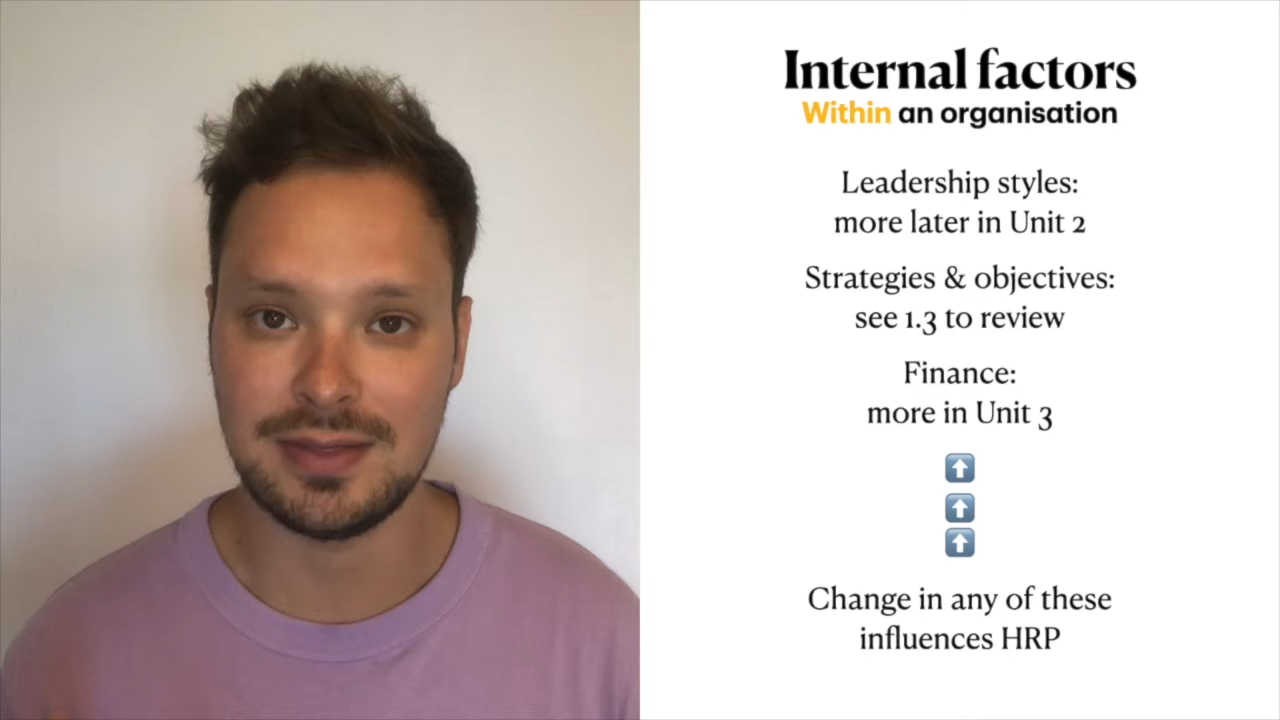 Internal factors
Within an organisation
Leadership styles:
more later in Unit 2
Strategies & objectives:
see 1.3 to review
Finance:
more in Unit 3
Change in any of these
influences HRP